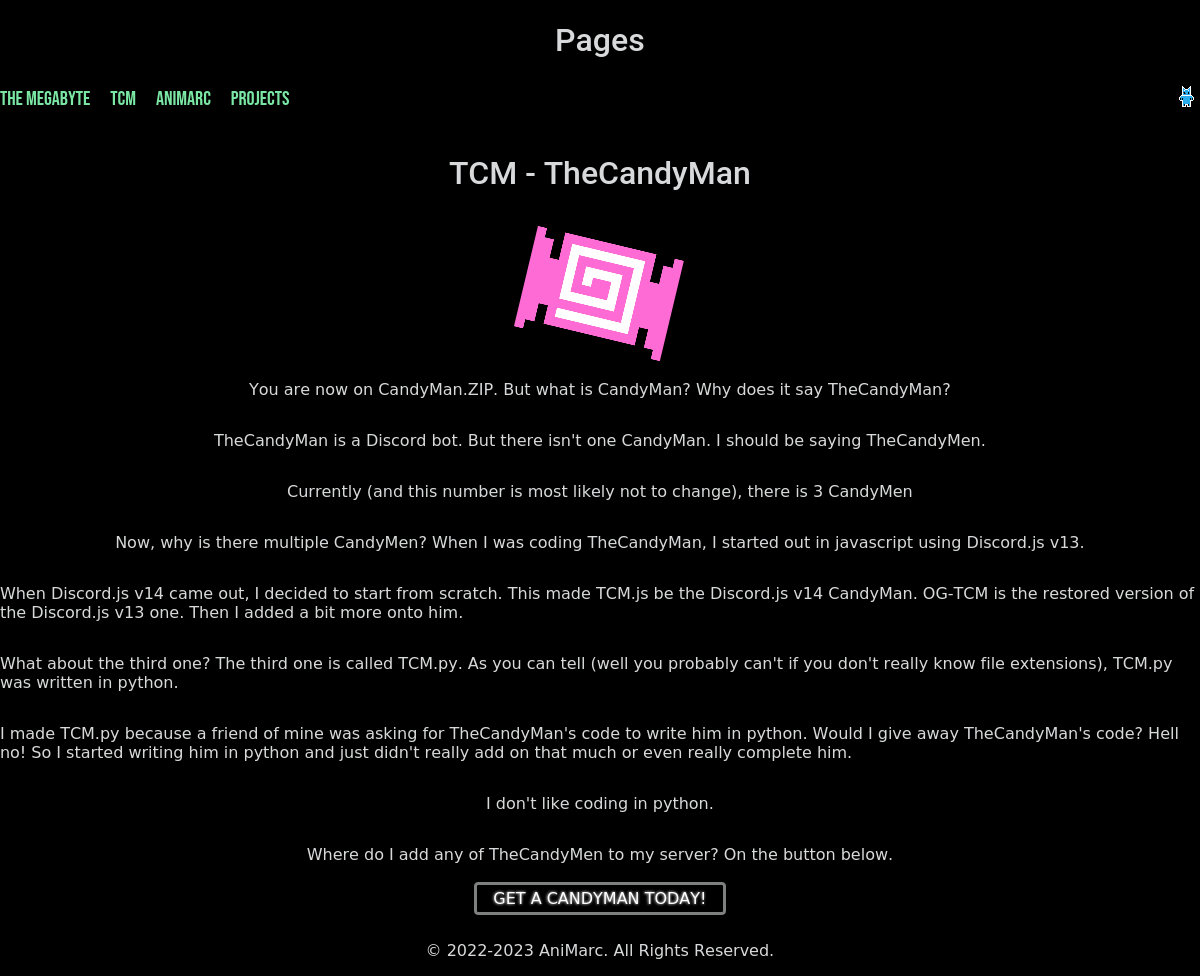 Pages
THE MEGABYTE TCM ANIMARC PROJECTS
TCM - TheCandyMan
You are now on CandyMan.ZIP. But what is CandyMan? Why does it say TheCandyMan?
TheCandyMan is a Discord bot. But there isn't one CandyMan. I should be saying TheCandyMen.
Currently (and this number is most likely not to change), there is 3 CandyMen
Now, why is there multiple CandyMen? When I was coding TheCandyMan, I started out in javascript using Discord.js v13.
When Discord.js v14 came out, I decided to start from scratch. This made TCM.js be the Discord.js v14 CandyMan. OG-TCM is the restored version of
the Discord.js v13 one. Then I added a bit more onto him.
What about the third one? The third one is called TCM.py. As you can tell (well you probably can't if you don't really know file extensions), TCM.py
was written in python.
I made TCM.py because a friend of mine was asking for TheCandyMan's code to write him in python. Would I give away TheCandyMan's code? Hell
no! So I started writing him in python and just didn't really add on that much or even really complete him.
I don't like coding in python.
Where do I add any of TheCandyMen to my server? On the button below.
GET A CANDYMAN TODAY!
© 2022-2023 AniMarc. All Rights Reserved.